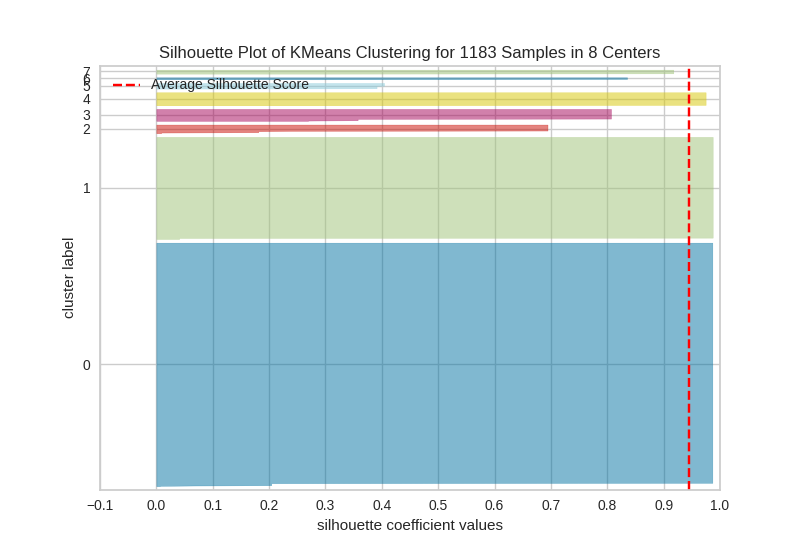 Silhouette Plot of KMeans Clustering for 1183 Samples in 8 Centers
Average Silhouette Score
7
6
5
4
3
2
1
0
cluster label
−0.1 0.0 0.1 0.2 0.3 0.4 0.5 0.6 0.7 0.8 0.9 1.0
silhouette coefficient values